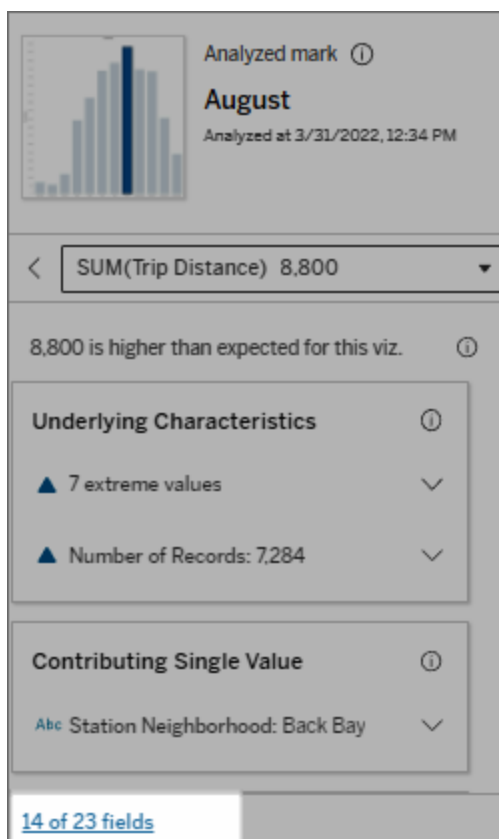 Analyzed mark
August
Analyzed at 3/31/2022, 12:34 PM
SUM(Trip Distance) 8,800
8,800 is higher than expected for this viz.
Underlying Characteristics
7 extreme values
Number of Records: 7,284
Contributing Single Value
Abc Station Neighborhood: Back Bay
14 of 23 fields